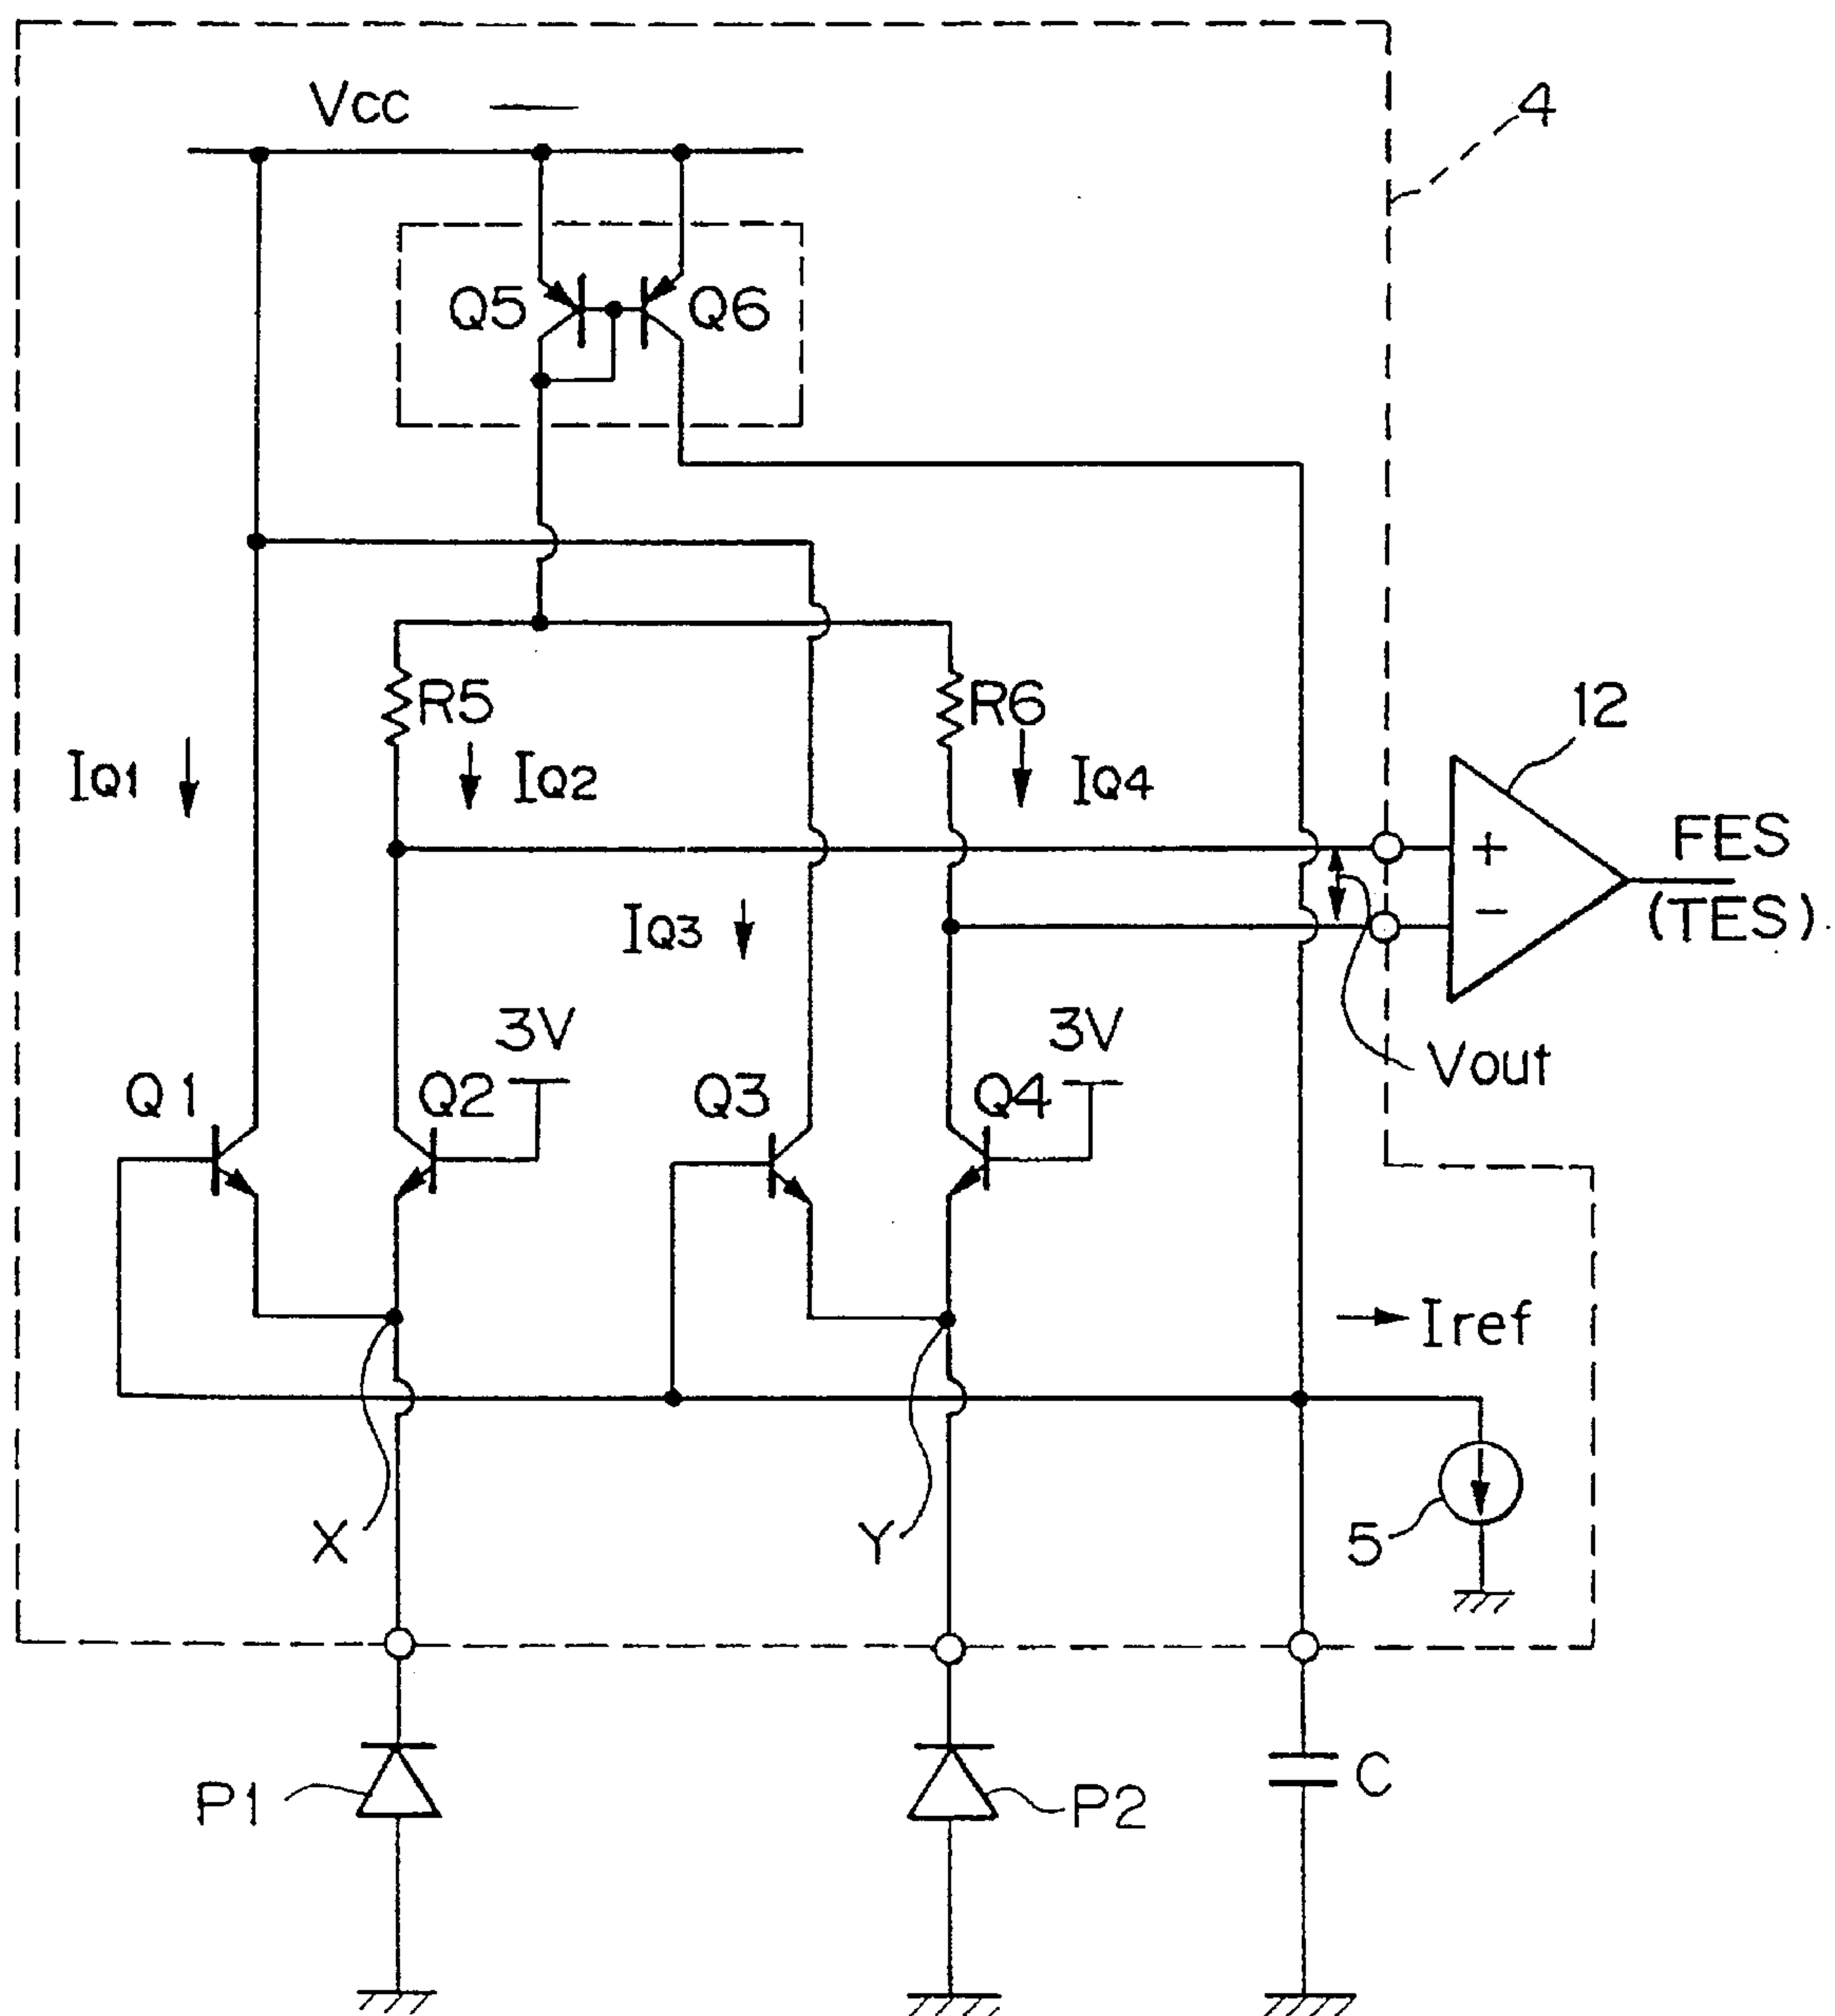 Vcc
4
Q5
Q6
R5
R6
12
IQ1
IQ2
IQ4
+
FES
IQ3
−
(TES)
3V
3V
Vout
Q1
Q2
Q3
Q4
Iref
X
Y
5
P1
P2
C